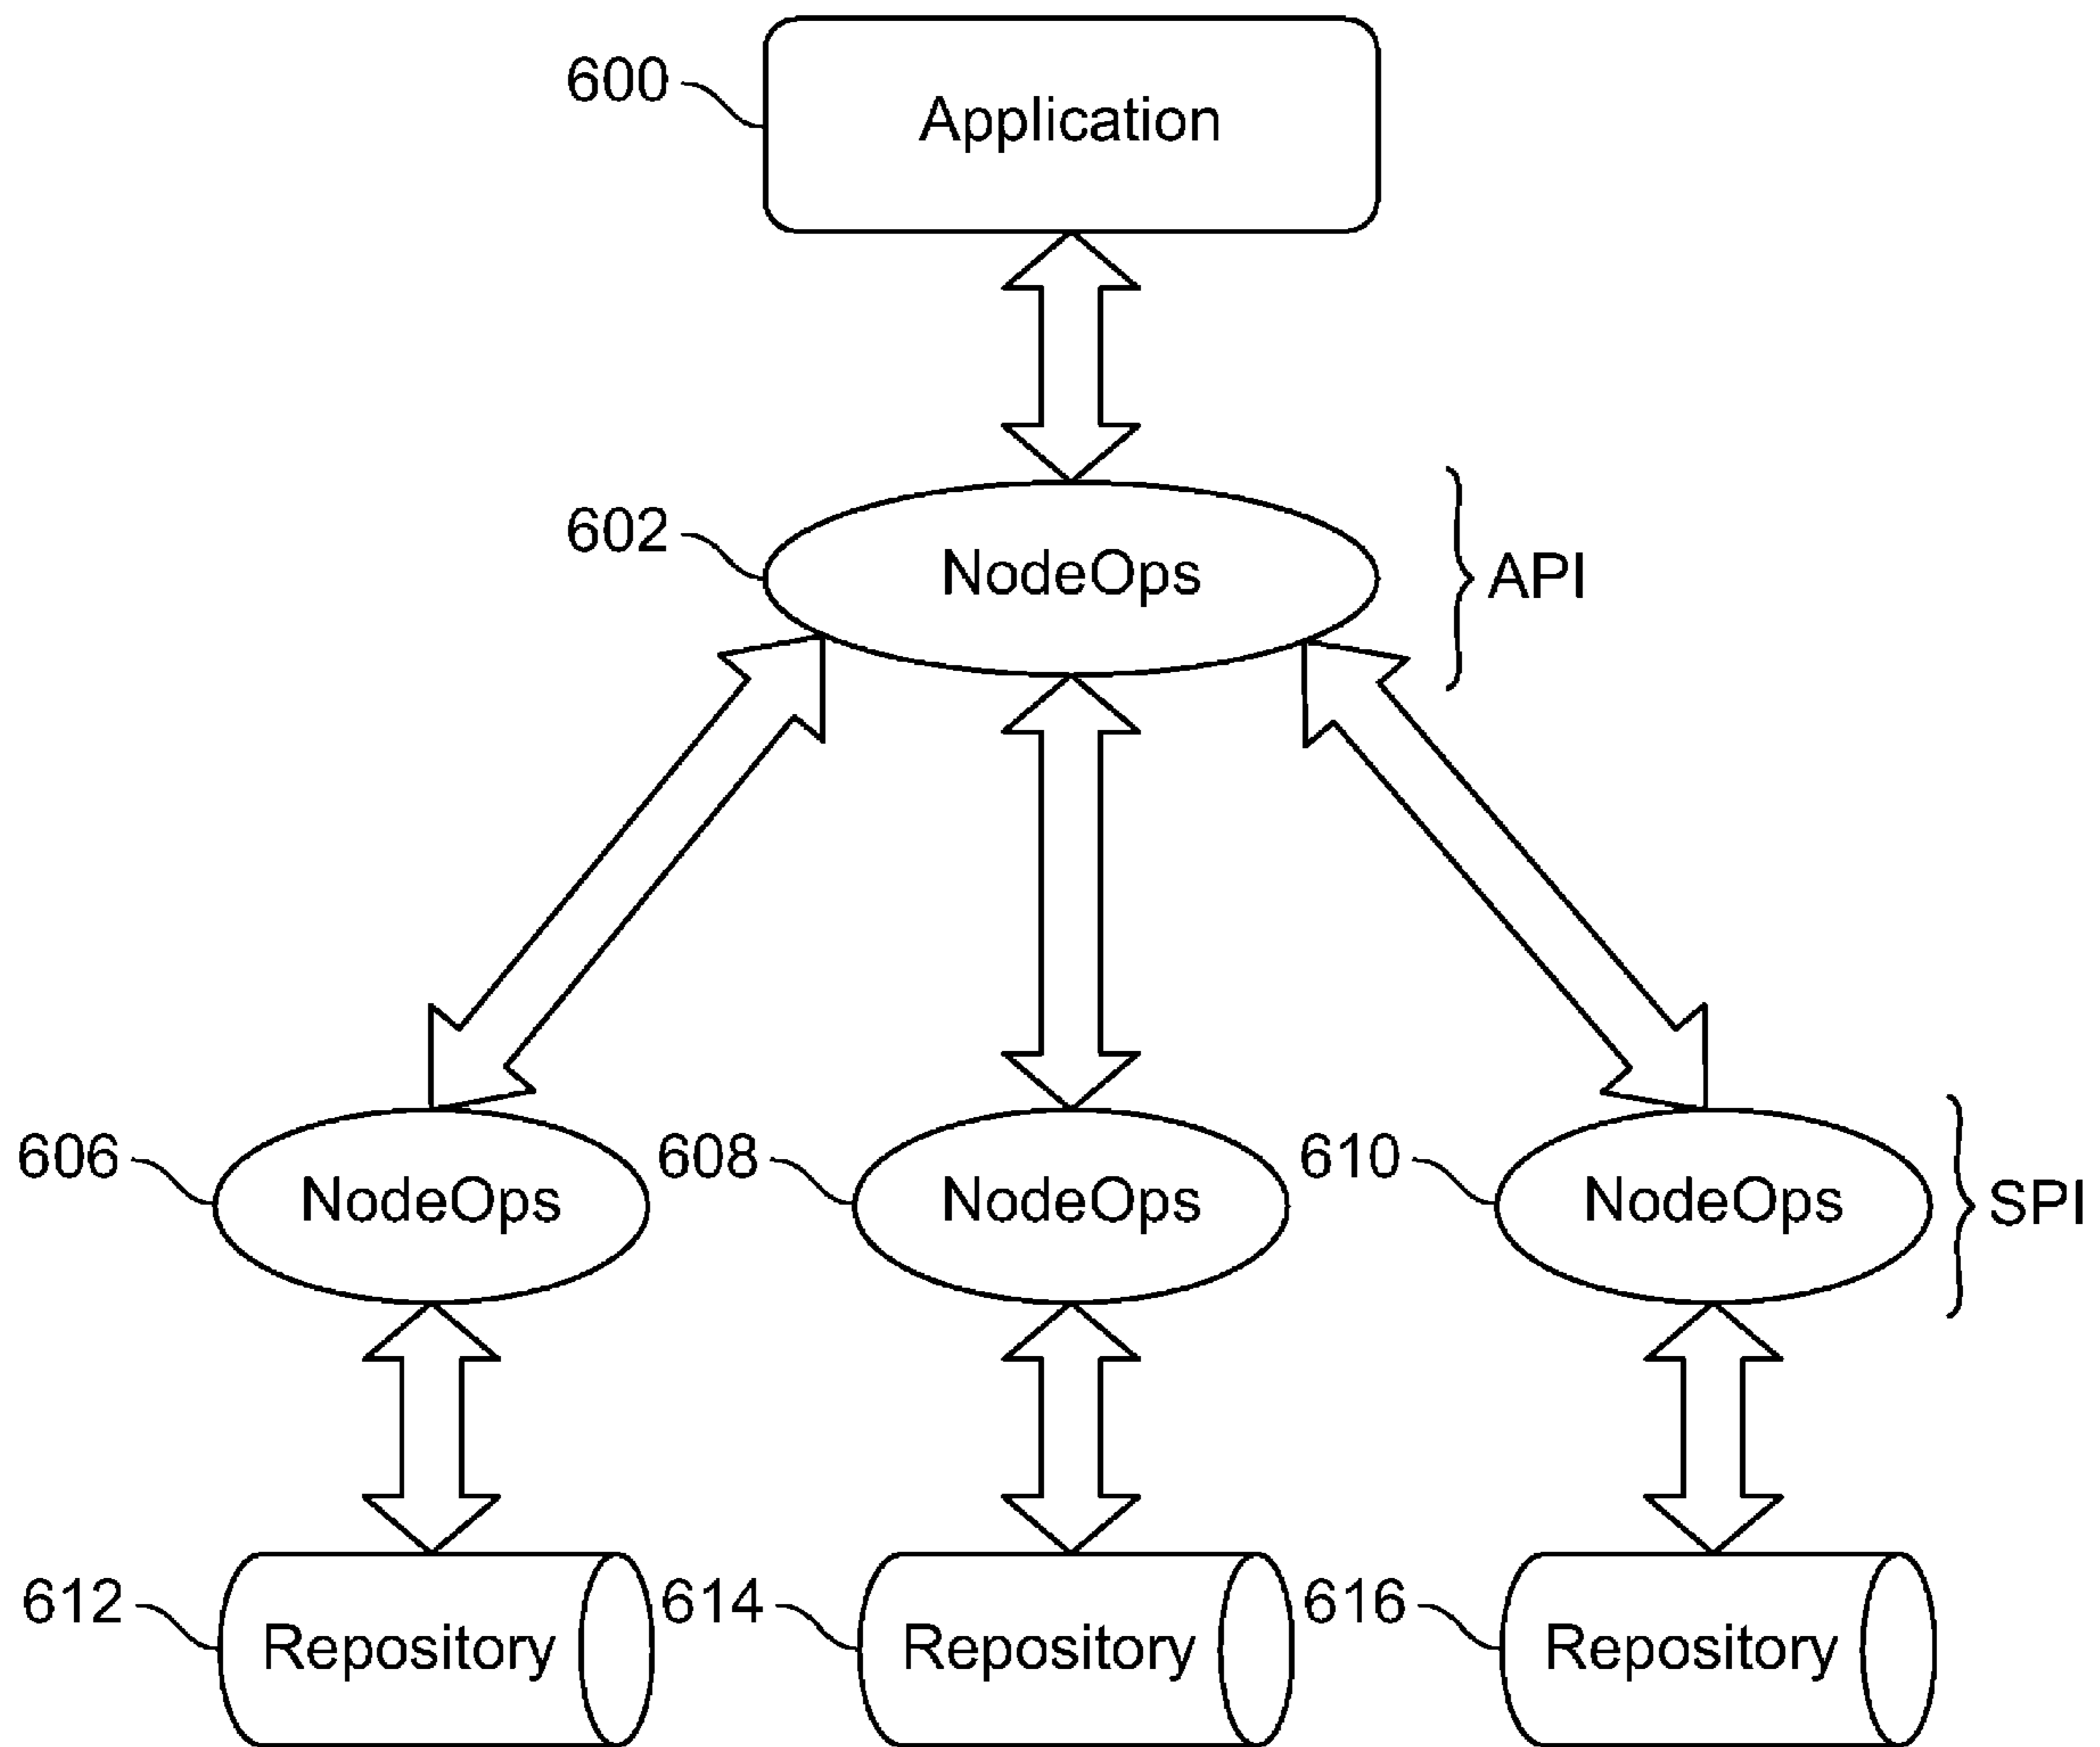 600
Application
602
NodeOps
API
606
NodeOps
608
NodeOps
610
NodeOps
SPI
612
Repository
614
Repository
616
Repository